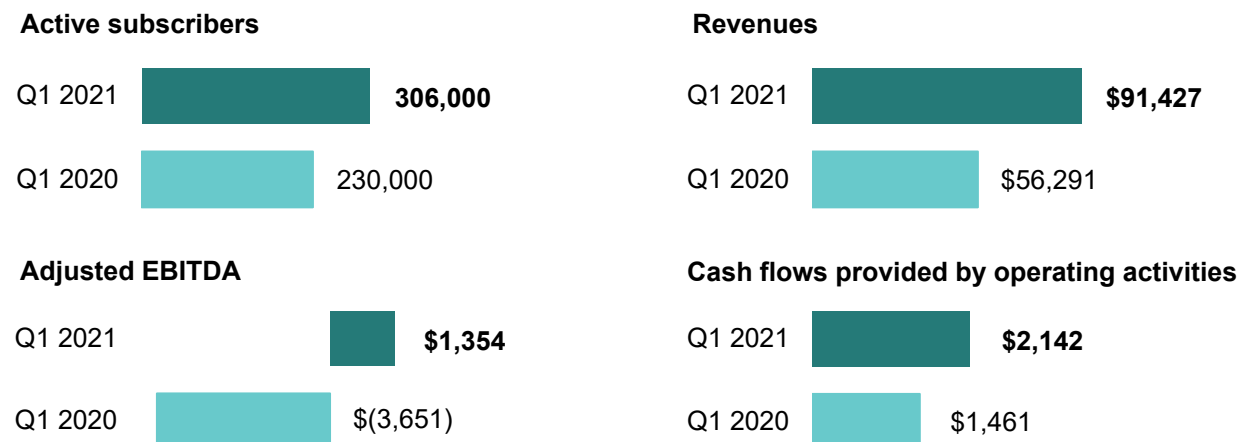 Active subscribers
Q1 2021 306,000
Q1 2020 230,000
Revenues
Q1 2021 $91,427
Q1 2020 $56,291
Adjusted EBITDA
Q1 2021 $1,354
Q1 2020 $(3,651)
Cash flows provided by operating activities
Q1 2021 $2,142
Q1 2020 $1,461